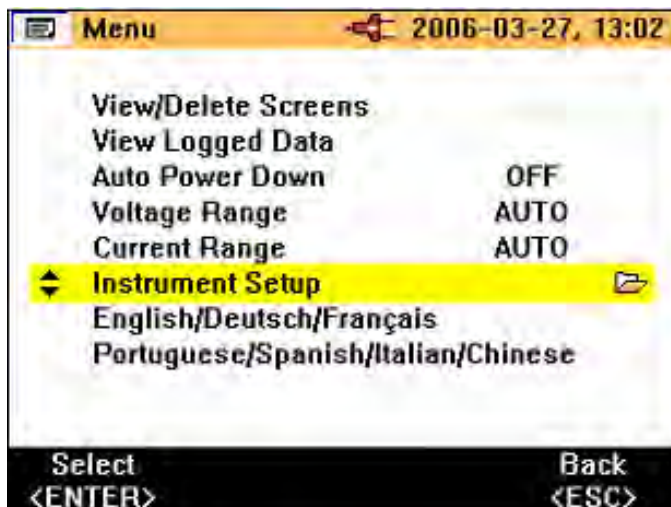 Menu 2006-03-27, 13:02
View/Delete Screens
View Logged Data
Auto Power Down OFF
Voltage Range AUTO
Current Range AUTO
Instrument Setup
English/Deutsch/Français
Portuguese/Spanish/Italian/Chinese
Select Back
<ENTER> <ESC>